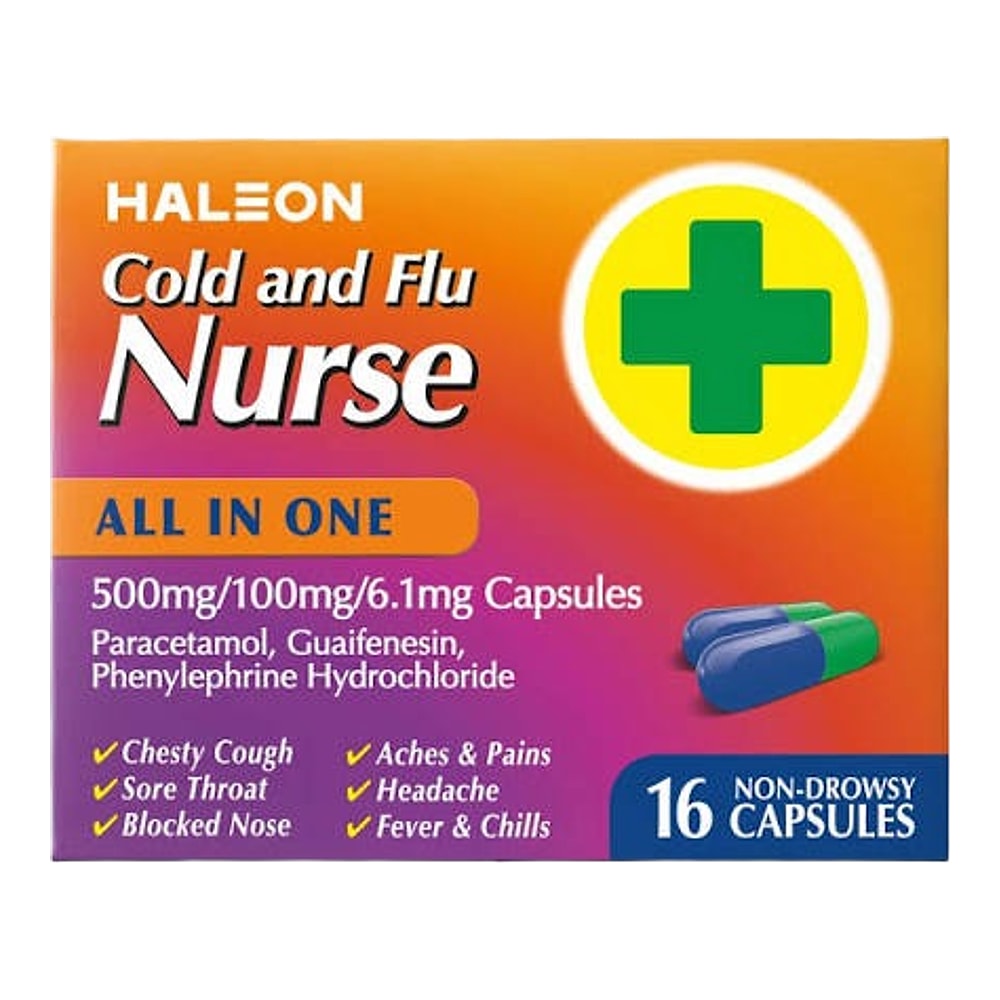 HALEON
Cold and Flu
Nurse
ALL IN ONE
500mg/100mg/6.1mg Capsules
Paracetamol, Guaifenesin,
Phenylephrine Hydrochloride
✓ Chesty Cough
✓ Sore Throat
✓ Blocked Nose
✓ Aches & Pains
✓ Headache
✓ Fever & Chills
16 NON-DROWSY
CAPSULES